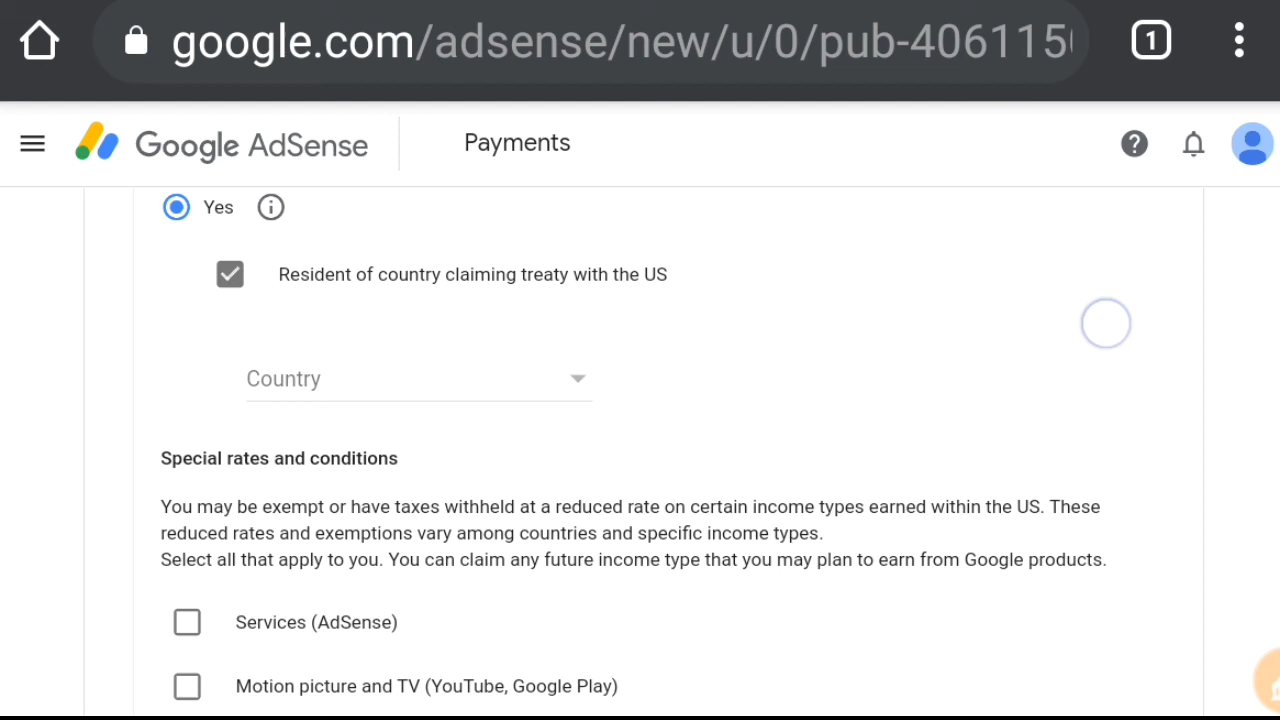 google.com/adsense/new/u/0/pub-406115
1
Google AdSense
Payments
?
Yes
i
Resident of country claiming treaty with the US
Country
Special rates and conditions
You may be exempt or have taxes withheld at a reduced rate on certain income types earned within the US. These
reduced rates and exemptions vary among countries and specific income types.
Select all that apply to you. You can claim any future income type that you may plan to earn from Google products.
Services (AdSense)
Motion picture and TV (YouTube, Google Play)